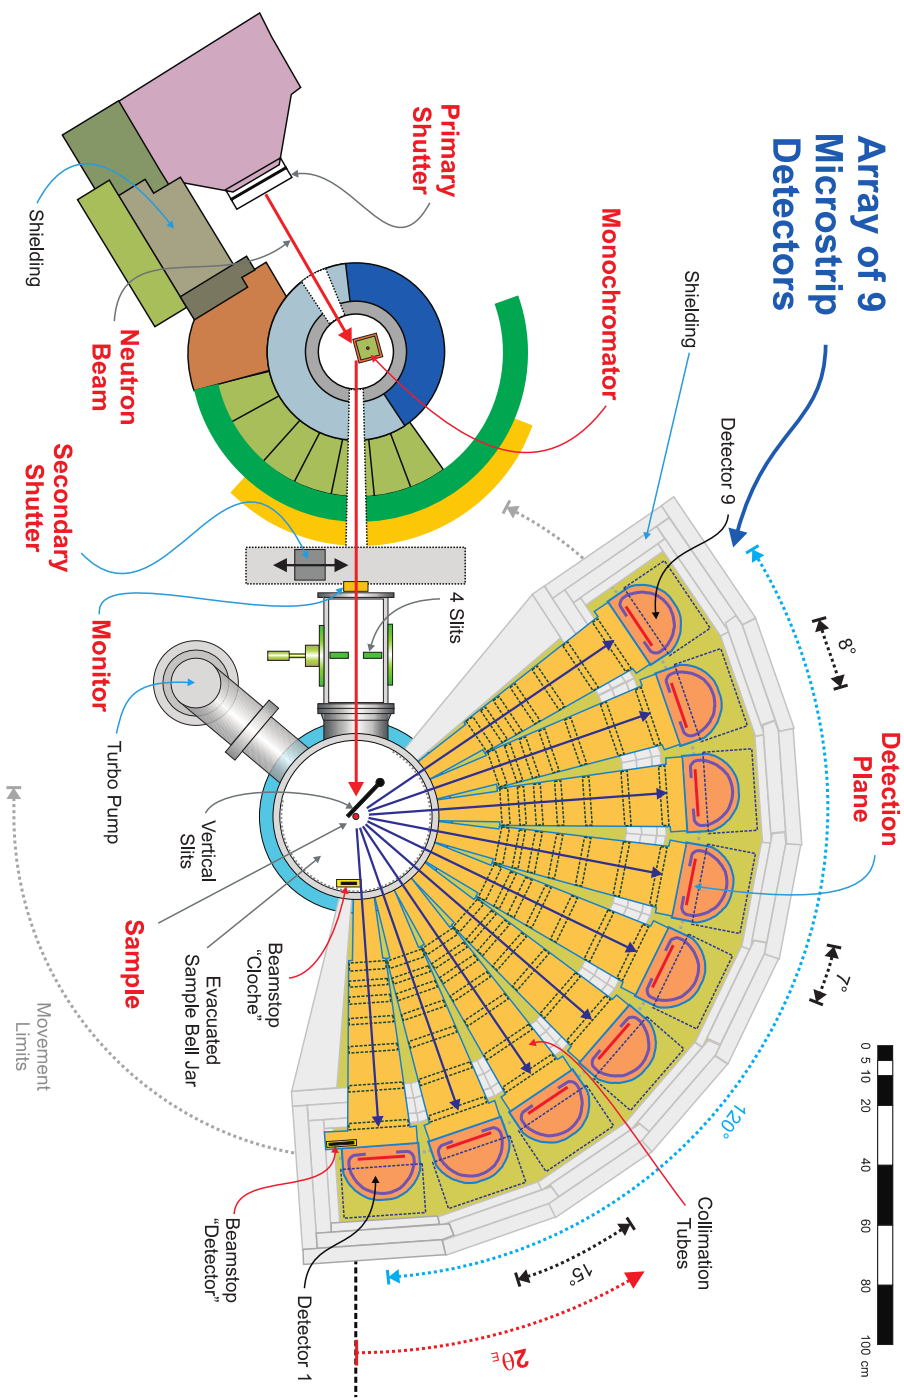 Array of 9
Microstrip
Detectors
Primary
Shutter
Monochromator
Shielding
Shielding
Neutron
Beam
Detector 9
Secondary
Shutter
4 Slits
Monitor
8°
Detection
Plane
Turbo Pump
Vertical
Slits
Sample
Evacuated
Sample Bell Jar
Beamstop
“Cloche”
7°
Movement
Limits
120°
0 5 10 20 40 60 80 100 cm
Collimation
Tubes
15°
Beamstop
“Detector”
Detector 1
2θE